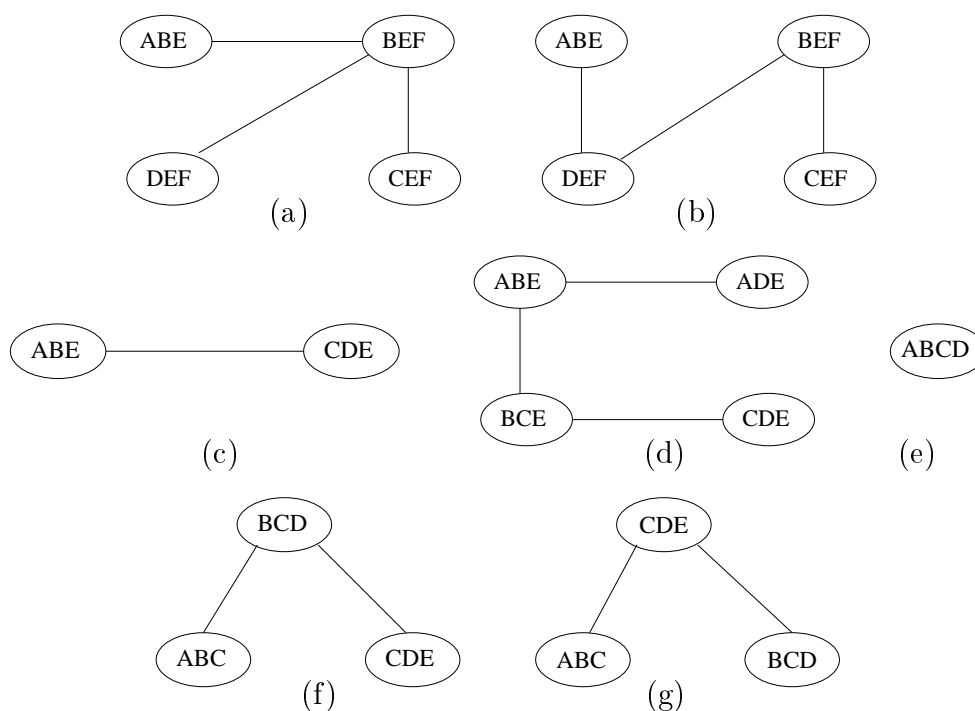 ABE BEF ABE BEF
DEF CEF DEF CEF
(a) (b)
ABE ADE
ABE CDE ABCD
BCE CDE
(c) (d) (e)
BCD CDE
ABC CDE ABC BCD
(f) (g)